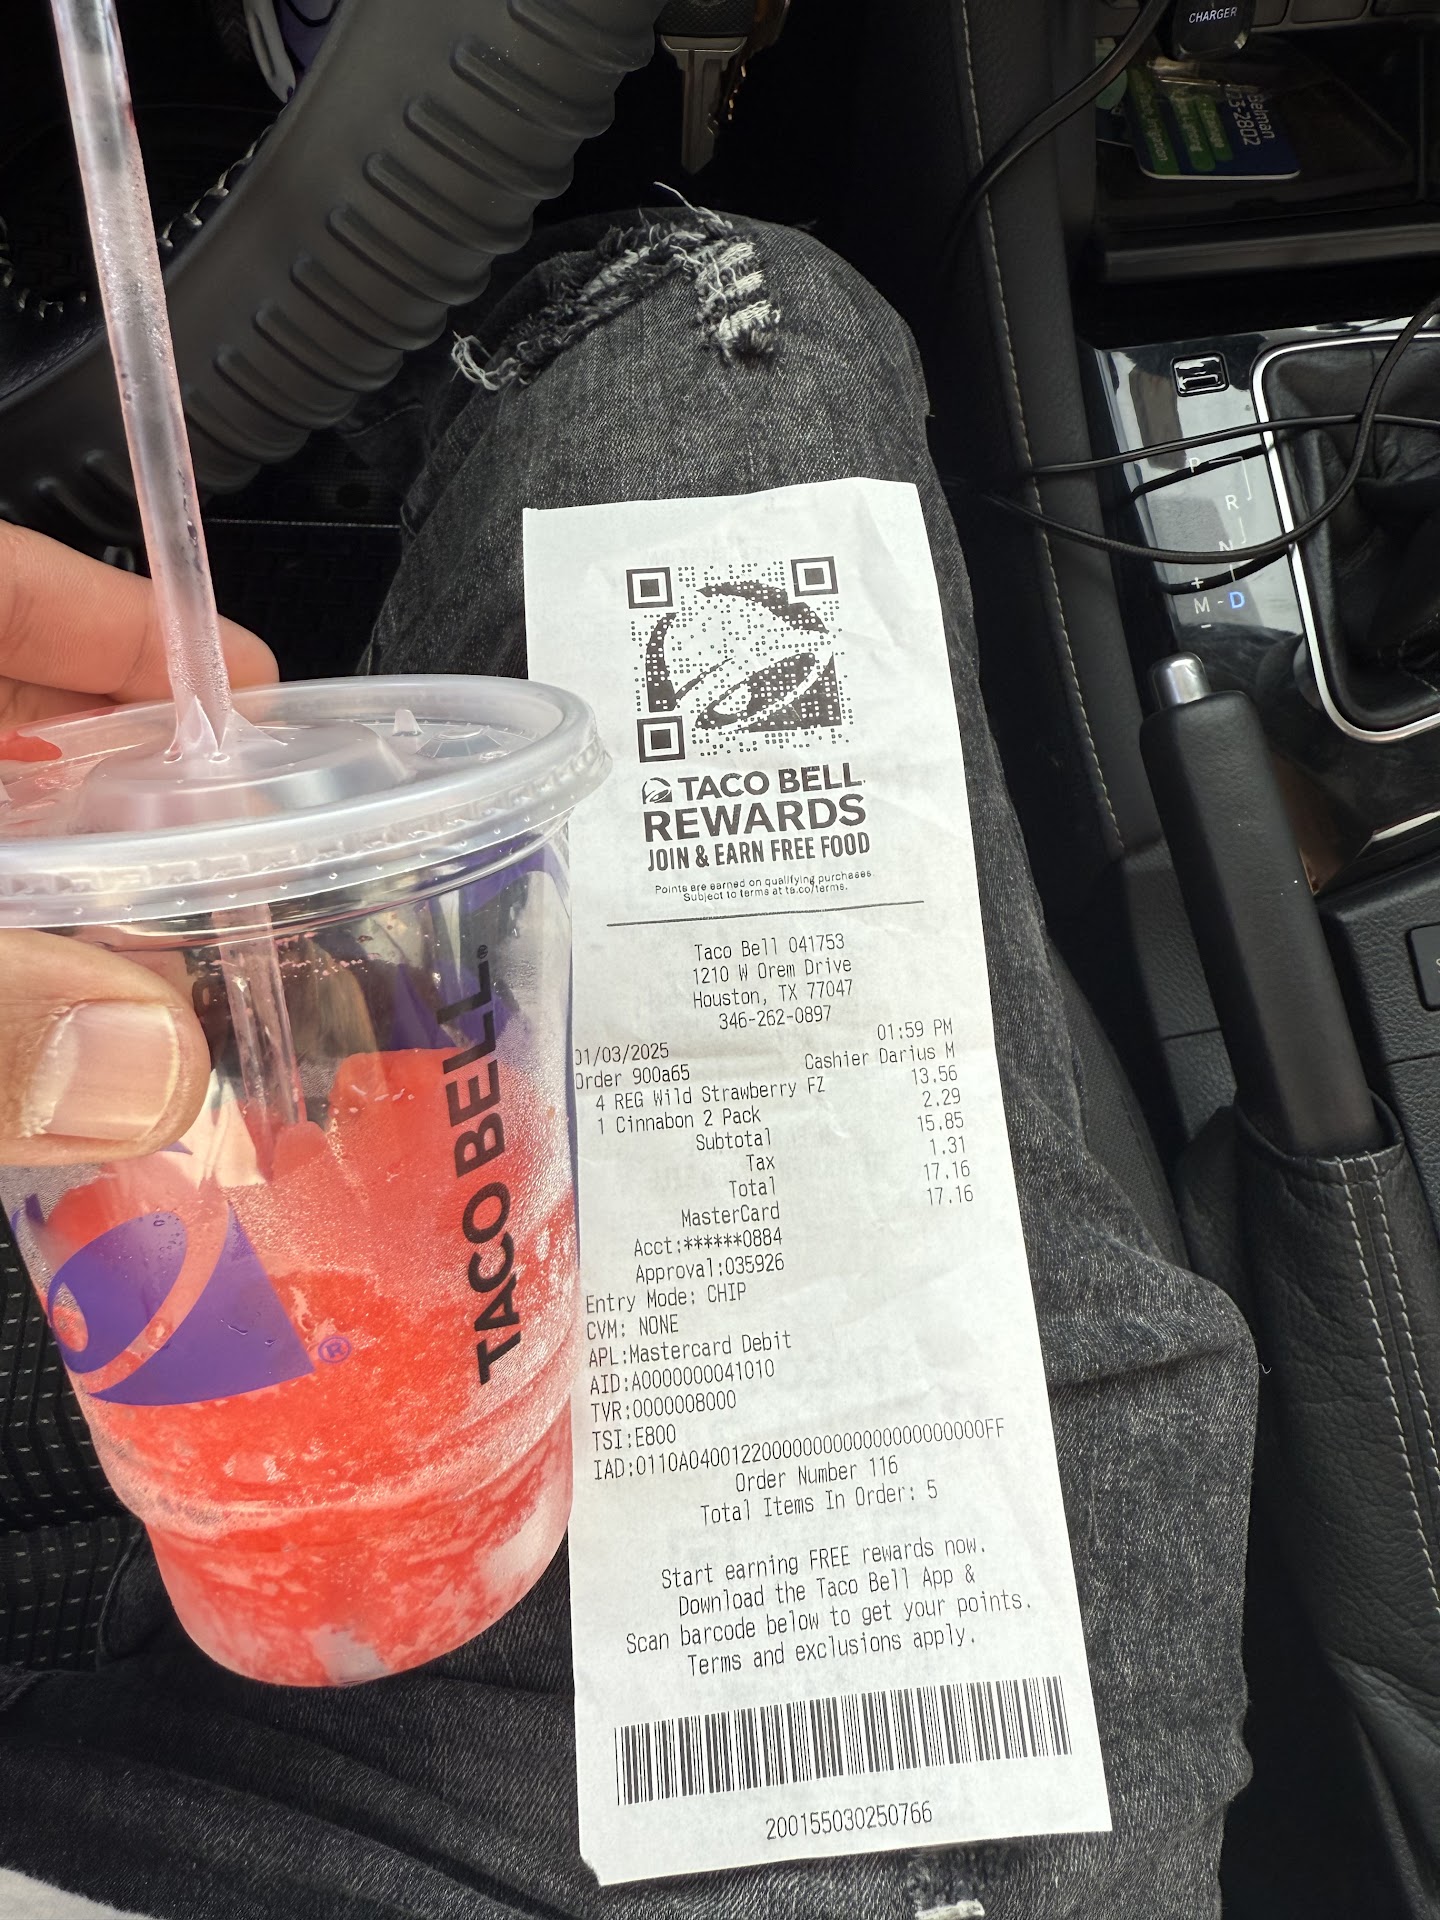 CHARGER
Belman
73-2802
P
R
N
+
M - D
-
TACO BELL®
®
TACO BELL
REWARDS
JOIN & EARN FREE FOOD
Points are earned on qualifying purchases.
Subject to terms at ta.co/terms.
Taco Bell 041753
1210 W Orem Drive
Houston, TX 77047
346-262-0897
01/03/2025 01:59 PM
Order 900a65 Cashier Darius M
4 REG Wild Strawberry FZ 13.56
1 Cinnabon 2 Pack 2.29
Subtotal 15.85
Tax 1.31
Total 17.16
MasterCard 17.16
Acct:******0884
Approval:035926
Entry Mode: CHIP
CVM: NONE
APL:Mastercard Debit
AID:A0000000041010
TVR:0000008000
TSI:E800
Order Number 116
Total Items In Order: 5
Start earning FREE rewards now.
Download the Taco Bell App &
Scan barcode below to get your points.
Terms and exclusions apply.
200155030250766